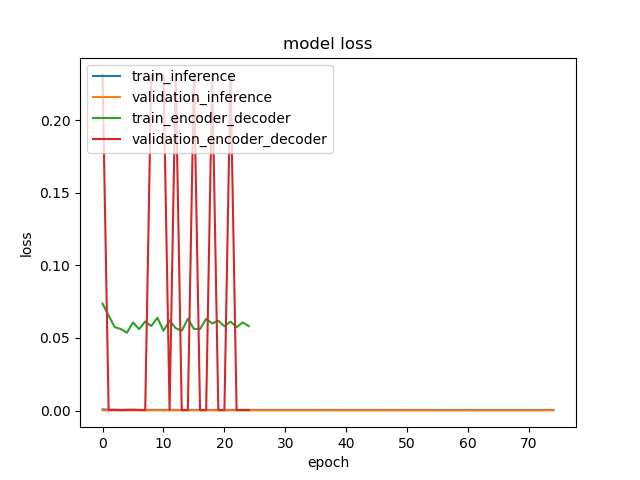 model loss
train_inference
validation_inference
train_encoder_decoder
validation_encoder_decoder
loss
0.20
0.15
0.10
0.05
0.00
0 10 20 30 40 50 60 70
epoch